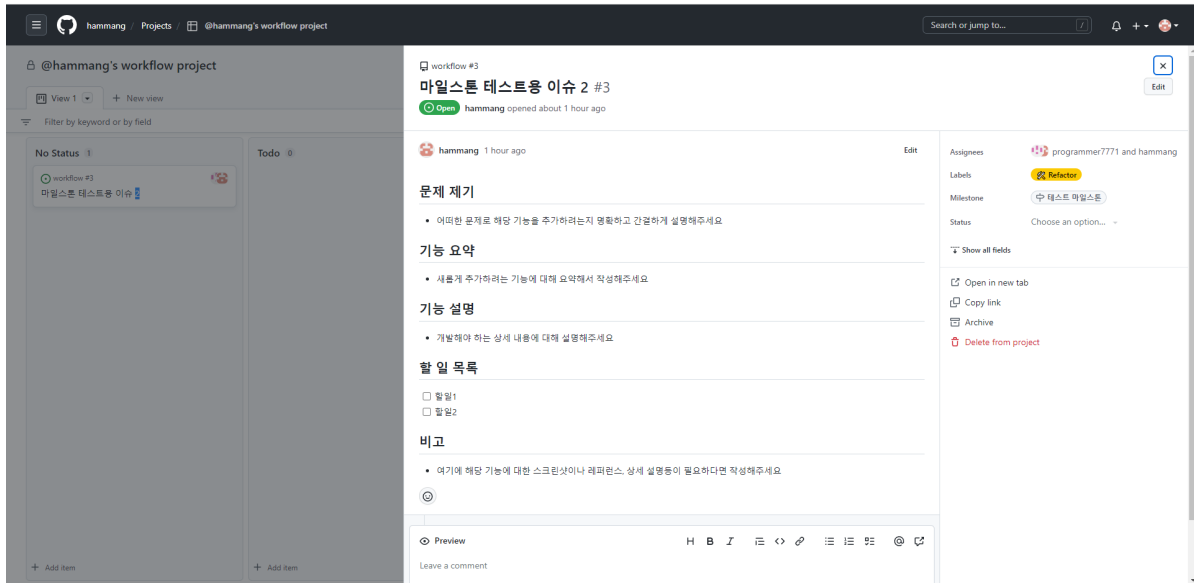 hammang / Projects / @hammang's workflow project
Search or jump to... /
@hammang's workflow project
View 1
+ New view
Filter by keyword or by field
No Status 1
workflow #3
마일스톤 테스트용 이슈 2
+ Add item
Todo 0
+ Add item
workflow #3
마일스톤 테스트용 이슈 2 #3
Edit
Open hammang opened about 1 hour ago
hammang 1 hour ago
Edit
문제 제기
• 어떠한 문제로 해당 기능을 추가하려는지 명확하고 간결하게 설명해주세요
기능 요약
• 새롭게 추가하려는 기능에 대해 요약해서 작성해주세요
기능 설명
• 개발해야 하는 상세 내용에 대해 설명해주세요
할 일 목록
할일1
할일2
비고
• 여기에 해당 기능에 대한 스크린샷이나 레퍼런스, 상세 설명등이 필요하다면 작성해주세요
Preview
H B I
Leave a comment
Assignees programmer7771 and hammang
Labels Refactor
Milestone 테스트 마일스톤
Status Choose an option...
Show all fields
Open in new tab
Copy link
Archive
Delete from project